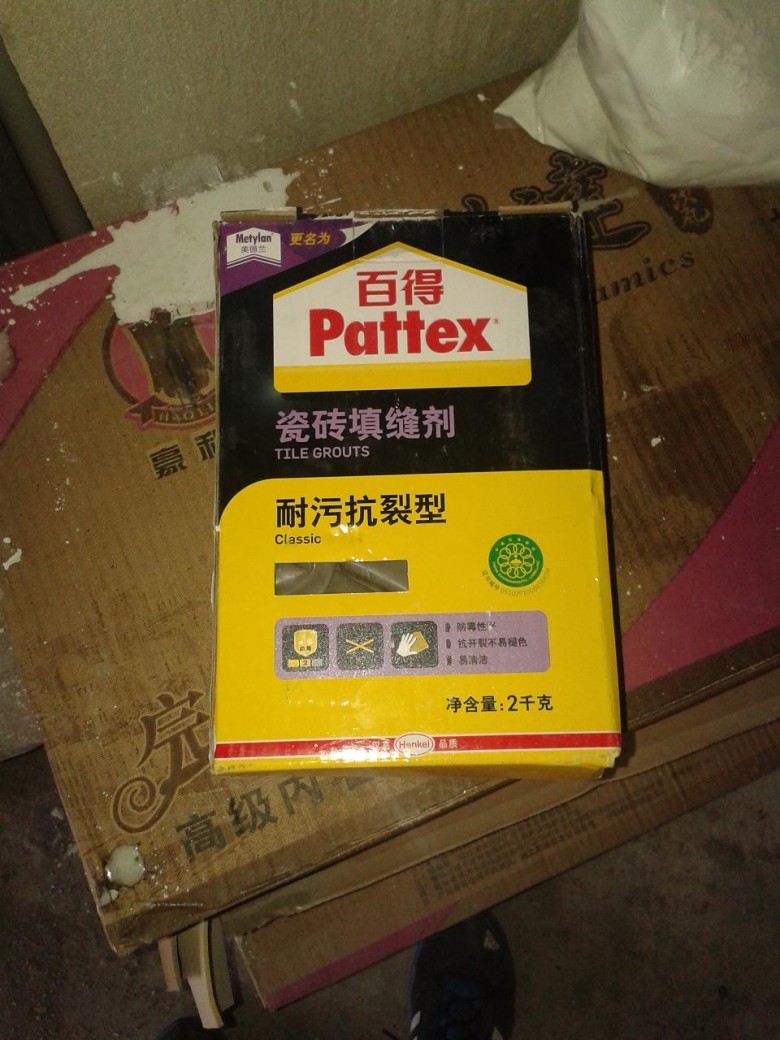 Metylan
美德兰
更名为
百得
Pattex
瓷砖填缝剂
TILE GROUTS
耐污抗裂型
Classic
防霉性
抗开裂不易褪色
易清洁
净含量:2千克
Henkel 品质
amics
豪
高级内